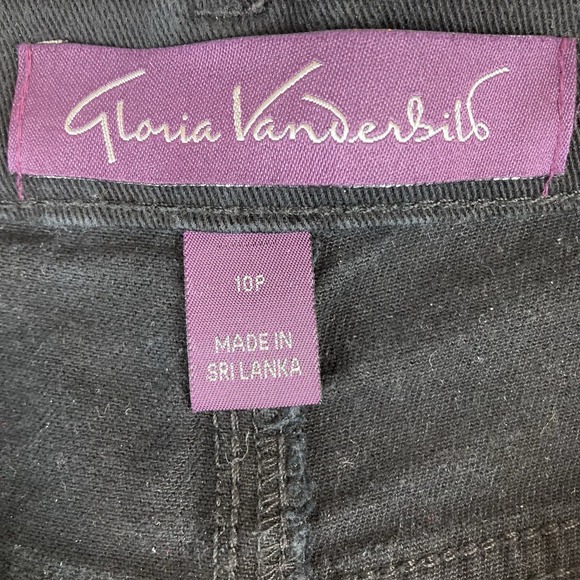 Gloria Vanderbilt
10P
MADE IN
SRI LANKA